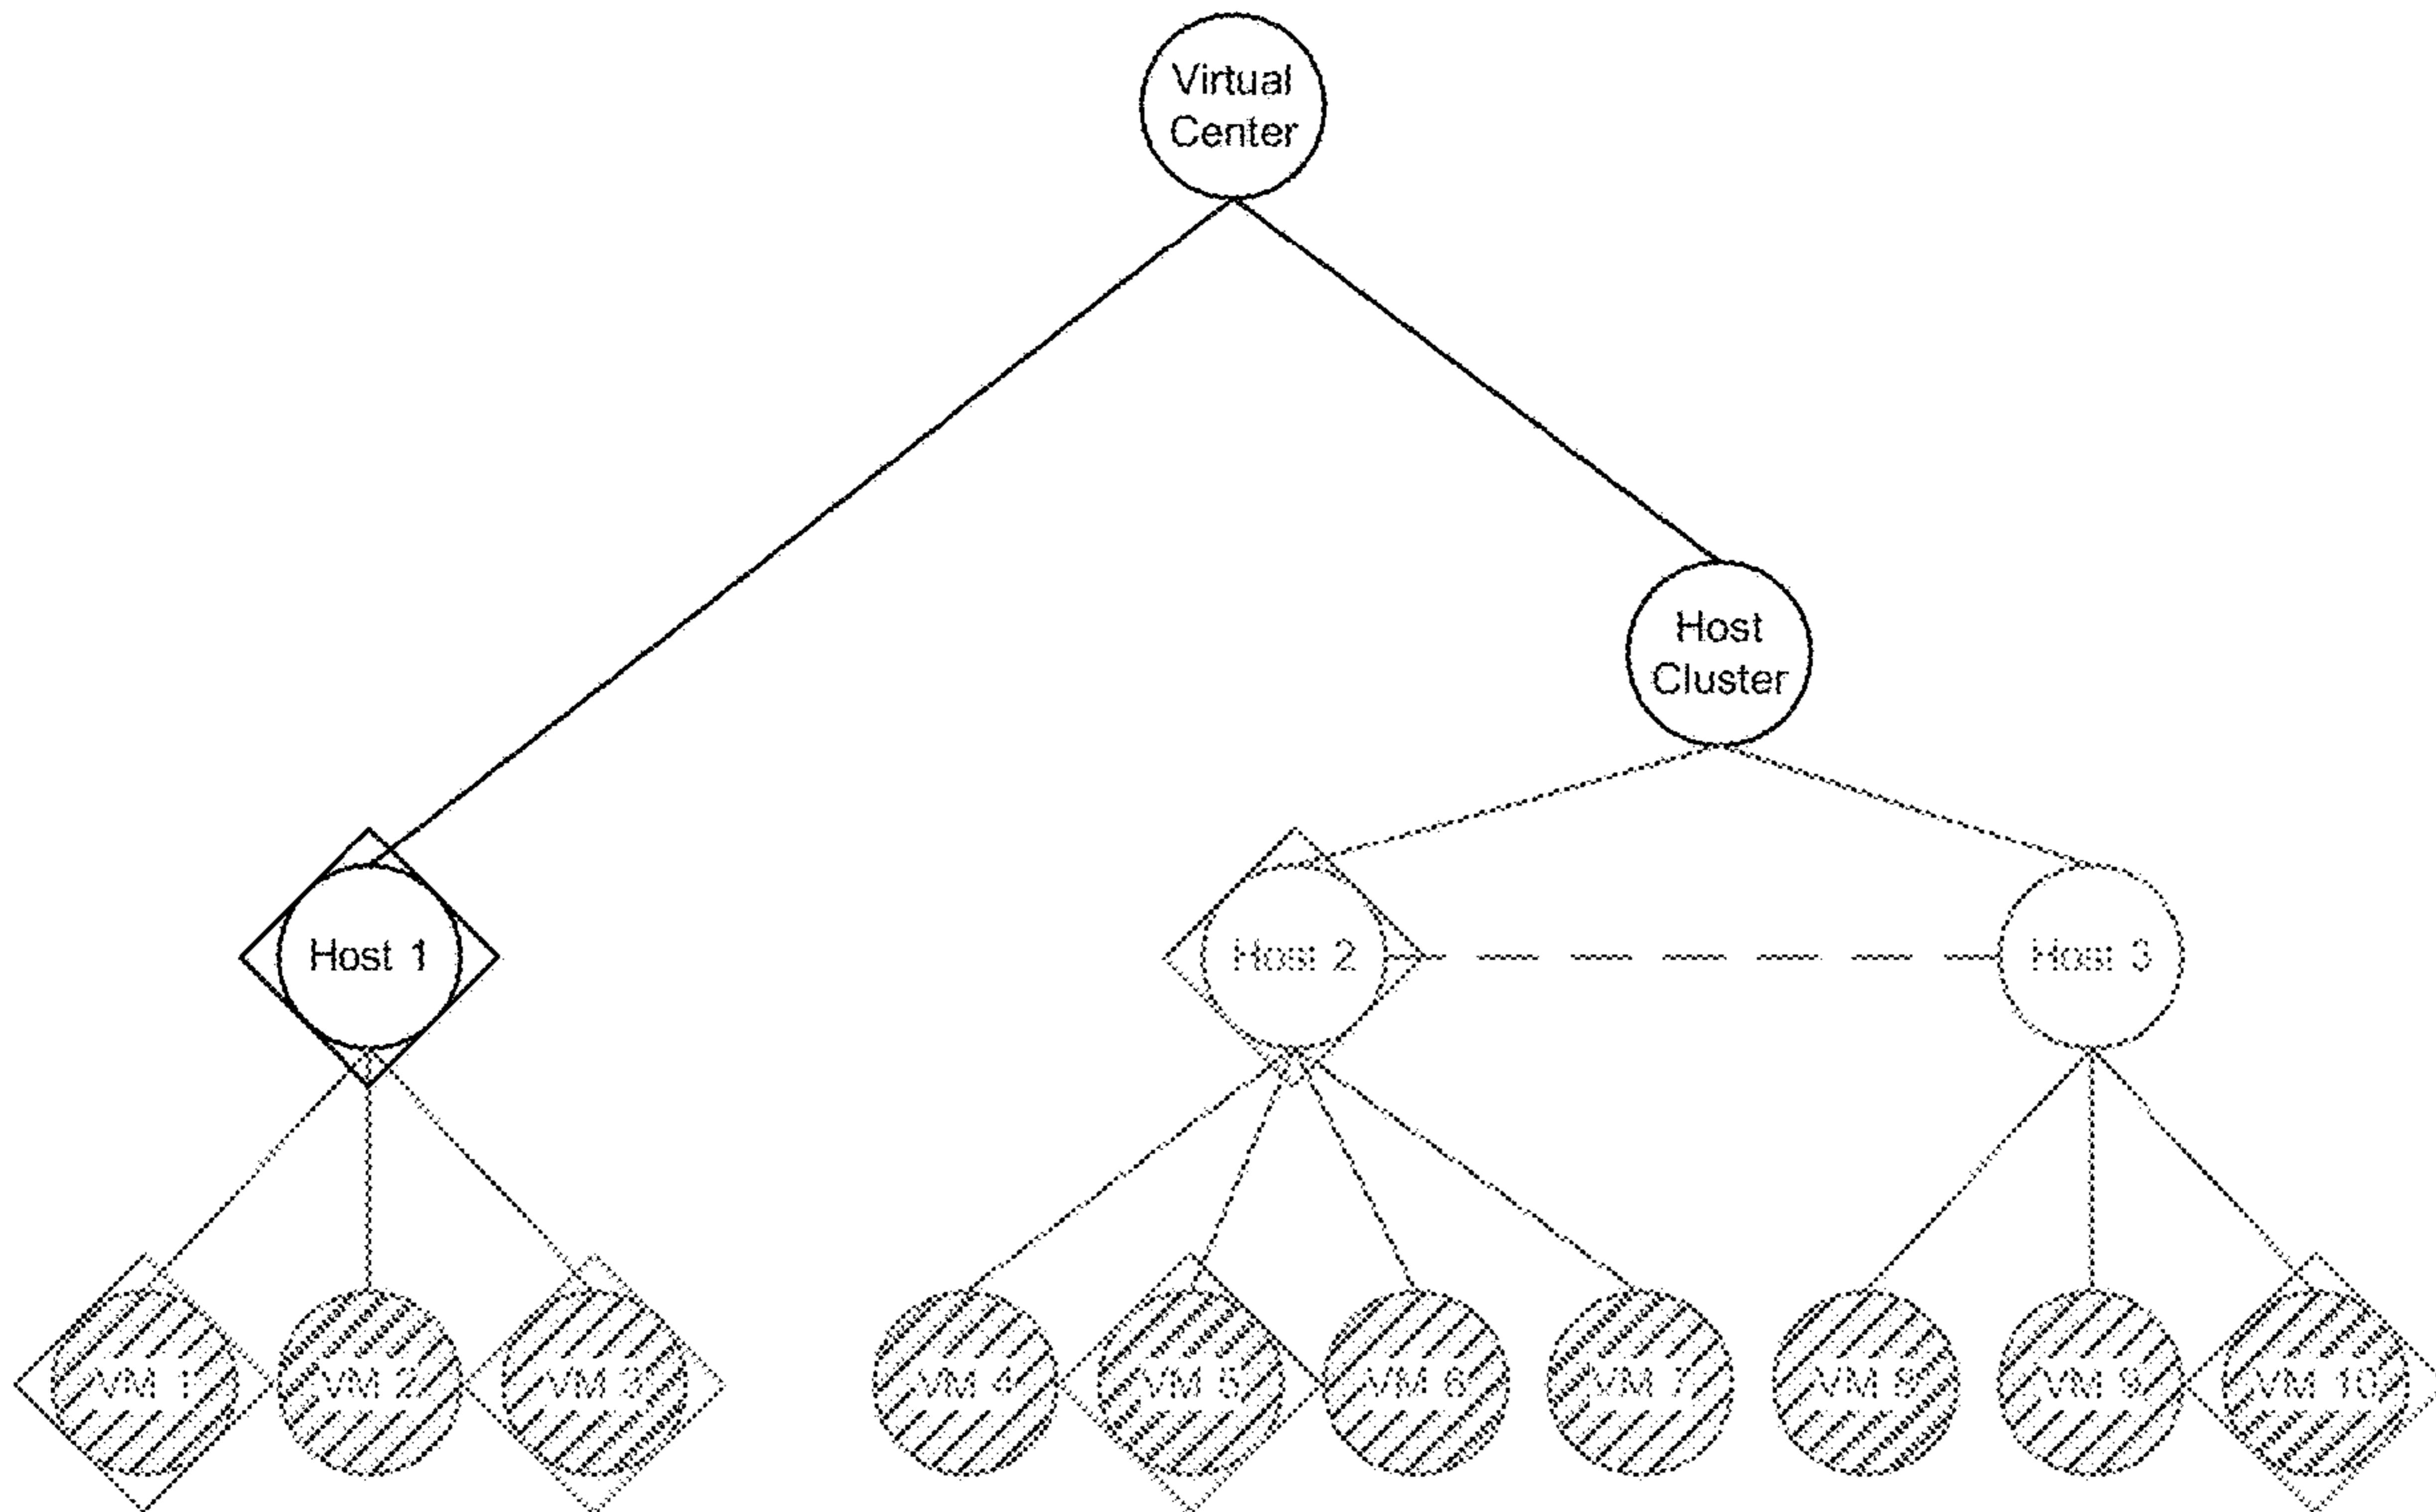 Virtual
Center
Host
Cluster
Host 1
Host 2
Host 3
VM 1
VM 2
VM 3
VM 4
VM 5
VM 6
VM 7
VM 8
VM 9
VM 10